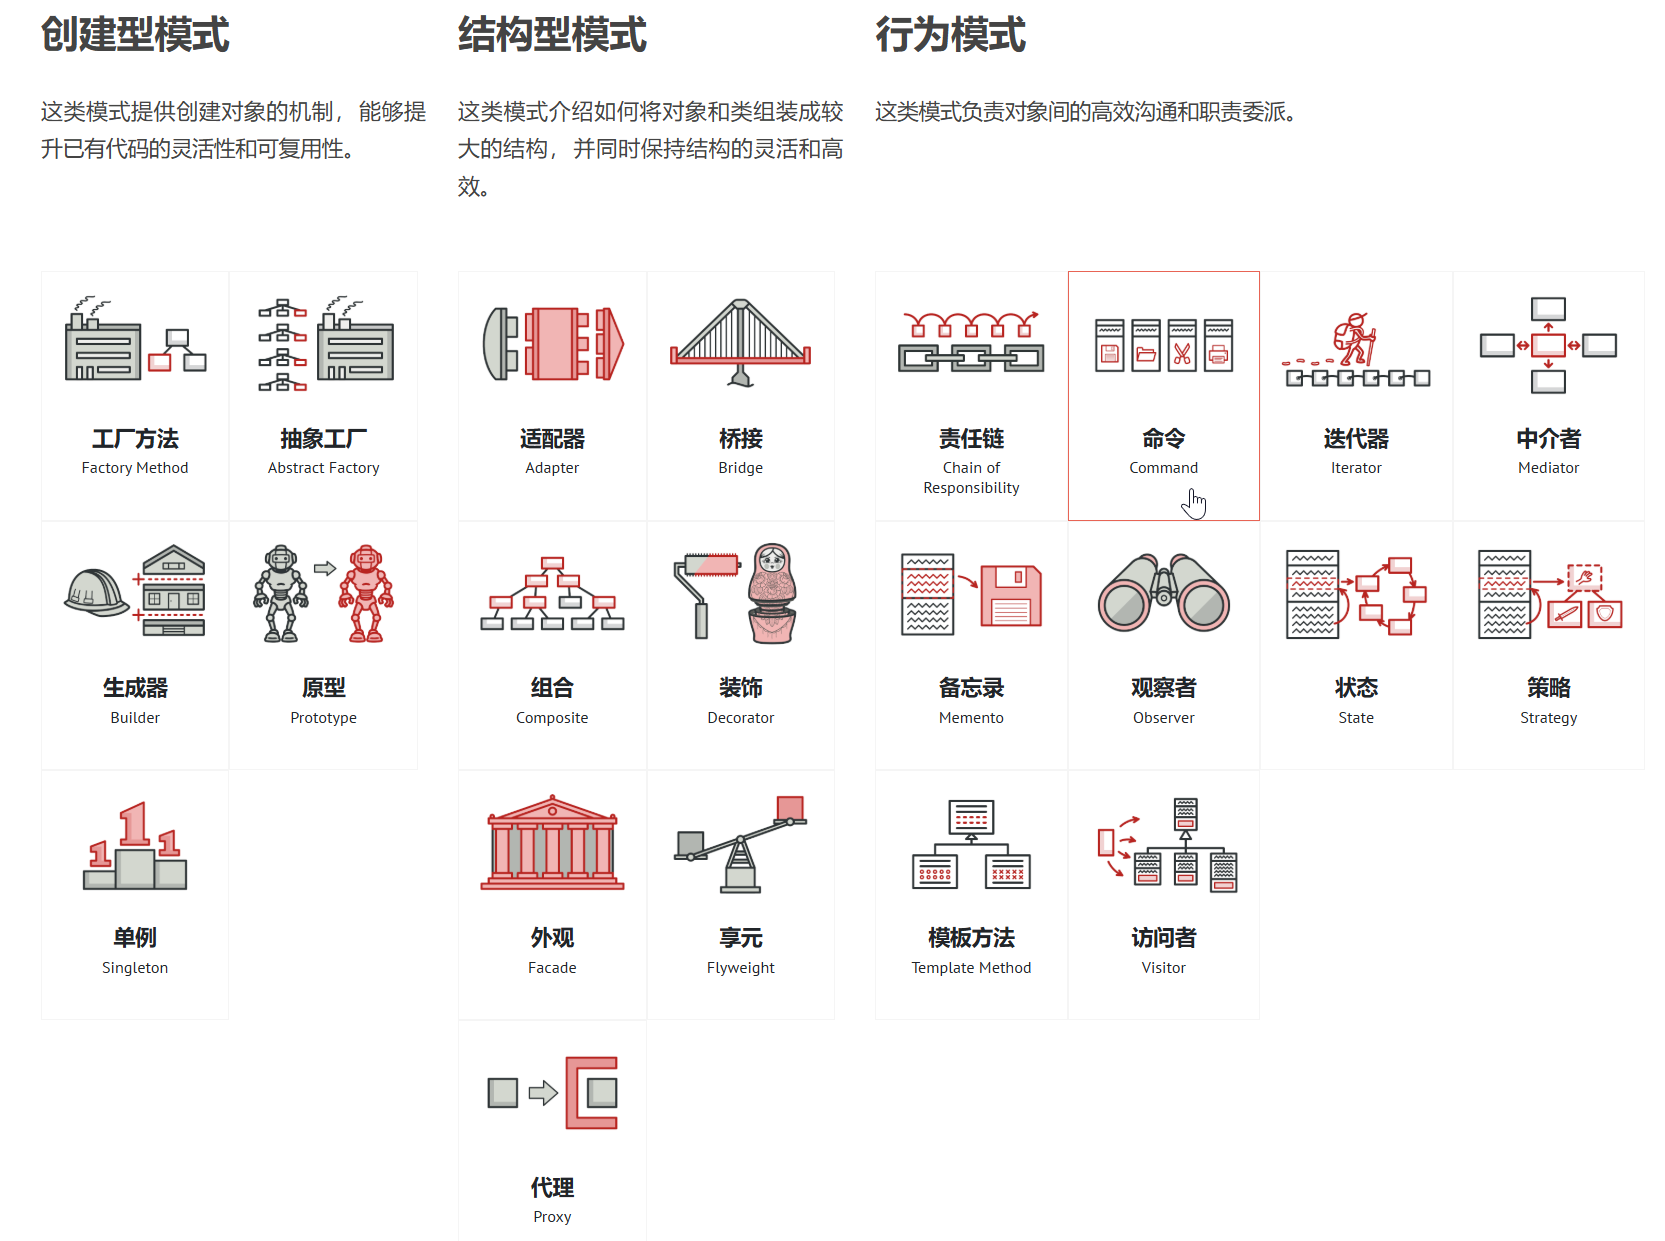 创建型模式
这类模式提供创建对象的机制，能够提
升已有代码的灵活性和可复用性。
结构型模式
这类模式介绍如何将对象和类组装成较
大的结构，并同时保持结构的灵活和高
效。
行为模式
这类模式负责对象间的高效沟通和职责委派。
工厂方法
Factory Method
抽象工厂
Abstract Factory
生成器
Builder
原型
Prototype
1 1 1
单例
Singleton
适配器
Adapter
桥接
Bridge
组合
Composite
装饰
Decorator
外观
Facade
享元
Flyweight
代理
Proxy
责任链
Chain of
Responsibility
命令
Command
迭代器
Iterator
中介者
Mediator
备忘录
Memento
观察者
Observer
状态
State
策略
Strategy
模板方法
Template Method
访问者
Visitor